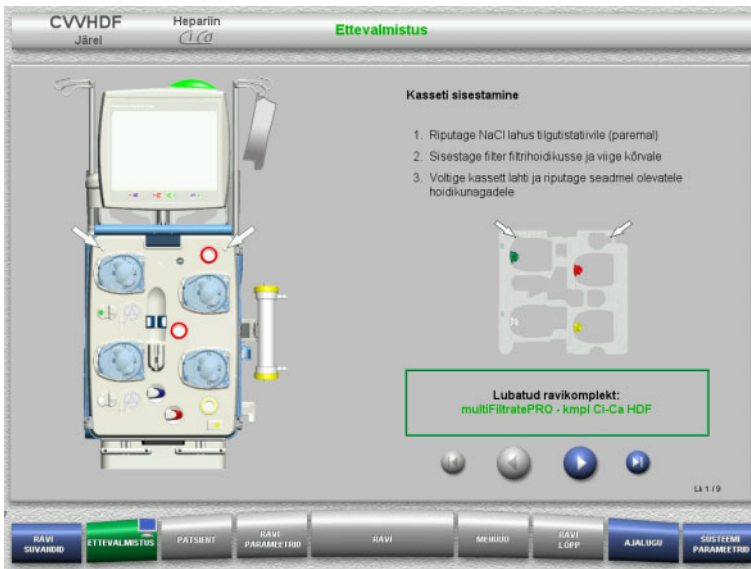 CVVHDF
Järel
Hepariin
Ci Ca
Ettevalmistus
Kasseti sisestamine
1. Riputage NaCl lahus tilgutistatiivile (paremal)
2. Sisestage filter filtrihoidikusse ja viige kõrvale
3. Voltige kassett lahti ja riputage seadmel olevatele
hoidikunagadele
Lubatud ravikomplekt:
multiFiltratePRO - kmpl Ci-Ca HDF
Lk 1 / 9
RAVI
SUVANDID
ETTEVALMISTUS
PATSIENT
RAVI
PARAMEETRID
RAVI
MENÜÜD
RAVI
LÕPP
AJALUGU
SÜSTEEMI
PARAMEETRID